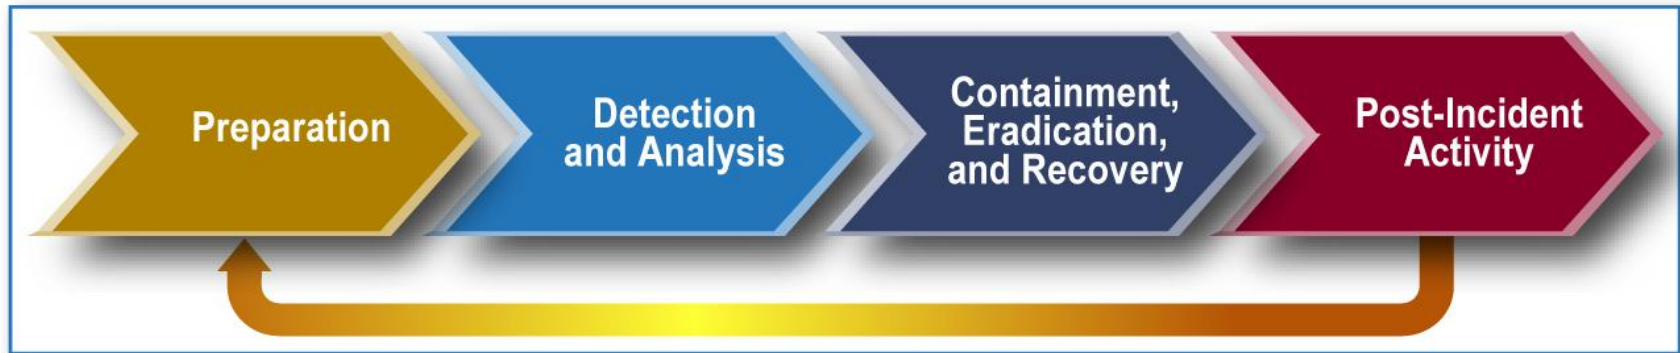 Preparation
Detection
and Analysis
Containment,
Eradication,
and Recovery
Post-Incident
Activity